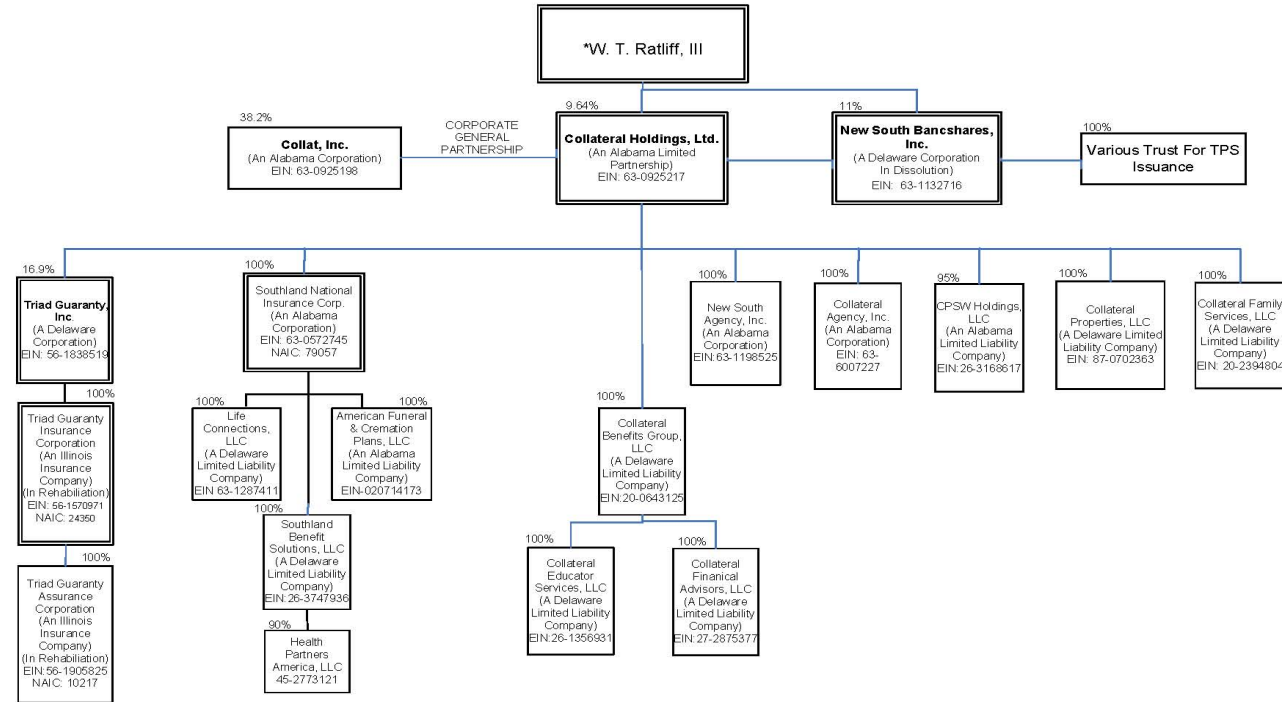 *W. T. Ratliff, III
38.2%
Collat, Inc.
(An Alabama Corporation)
EIN: 63-0925198
CORPORATE
GENERAL
PARTNERSHIP
9.64%
Collateral Holdings, Ltd.
(An Alabama Limited
Partnership)
EIN: 63-0925217
11%
New South Bancshares,
Inc.
(A Delaware Corporation
In Dissolution)
EIN: 63-1132716
100%
Various Trust For TPS
Issuance
16.9%
Triad Guaranty,
Inc.
(A Delaware
Corporation)
EIN: 56-1838519
100%
Triad Guaranty
Insurance
Corporation
(An Illinois
Insurance
Company)
(In Rehabiliation)
EIN: 56-1570971
NAIC: 24350
100%
Triad Guaranty
Assurance
Corporation
(An Illinois
Insurance
Company)
(In Rehabiliation)
EIN:56-1905825
NAIC: 10217
100%
Southland National
Insurance Corp.
(An Alabama
Corporation)
EIN: 63-0572745
NAIC: 79057
100%
Life
Connections,
LLC
(A Delaware
Limited Liability
Company)
EIN 63-1287411
100%
American Funeral
& Cremation
Plans, LLC
(An Alabama
Limited Liability
Company)
EIN-020714173
100%
Southland
Benefit
Solutions, LLC
(A Delaware
Limited Liability
Company)
EIN:26-3747936
90%
Health
Partners
America, LLC
45-2773121
100%
Collateral
Benefits Group,
LLC
(A Delaware
Limited Liability
Company)
EIN:20-0643125
100%
Collateral
Educator
Services, LLC
(A Delaware
Limited Liability
Company)
EIN:26-1356931
100%
Collateral
Finanical
Advisors, LLC
(A Delaware
Limited Liability
Company)
EIN:27-2875377
100%
New South
Agency, Inc.
(An Alabama
Corporation)
EIN:63-1198525
100%
Collateral
Agency, Inc.
(An Alabama
Corporation)
EIN: 63-
6007227
95%
CPSW Holdings,
LLC
(An Alabama
Limited Liability
Company)
EIN:26-3168617
100%
Collateral
Properties, LLC
(A Delaware Limited
Liability Company)
EIN: 87-0702363
100%
Collateral Family
Services, LLC
(A Delaware
Limited Liability
Company)
EIN: 20-2394804